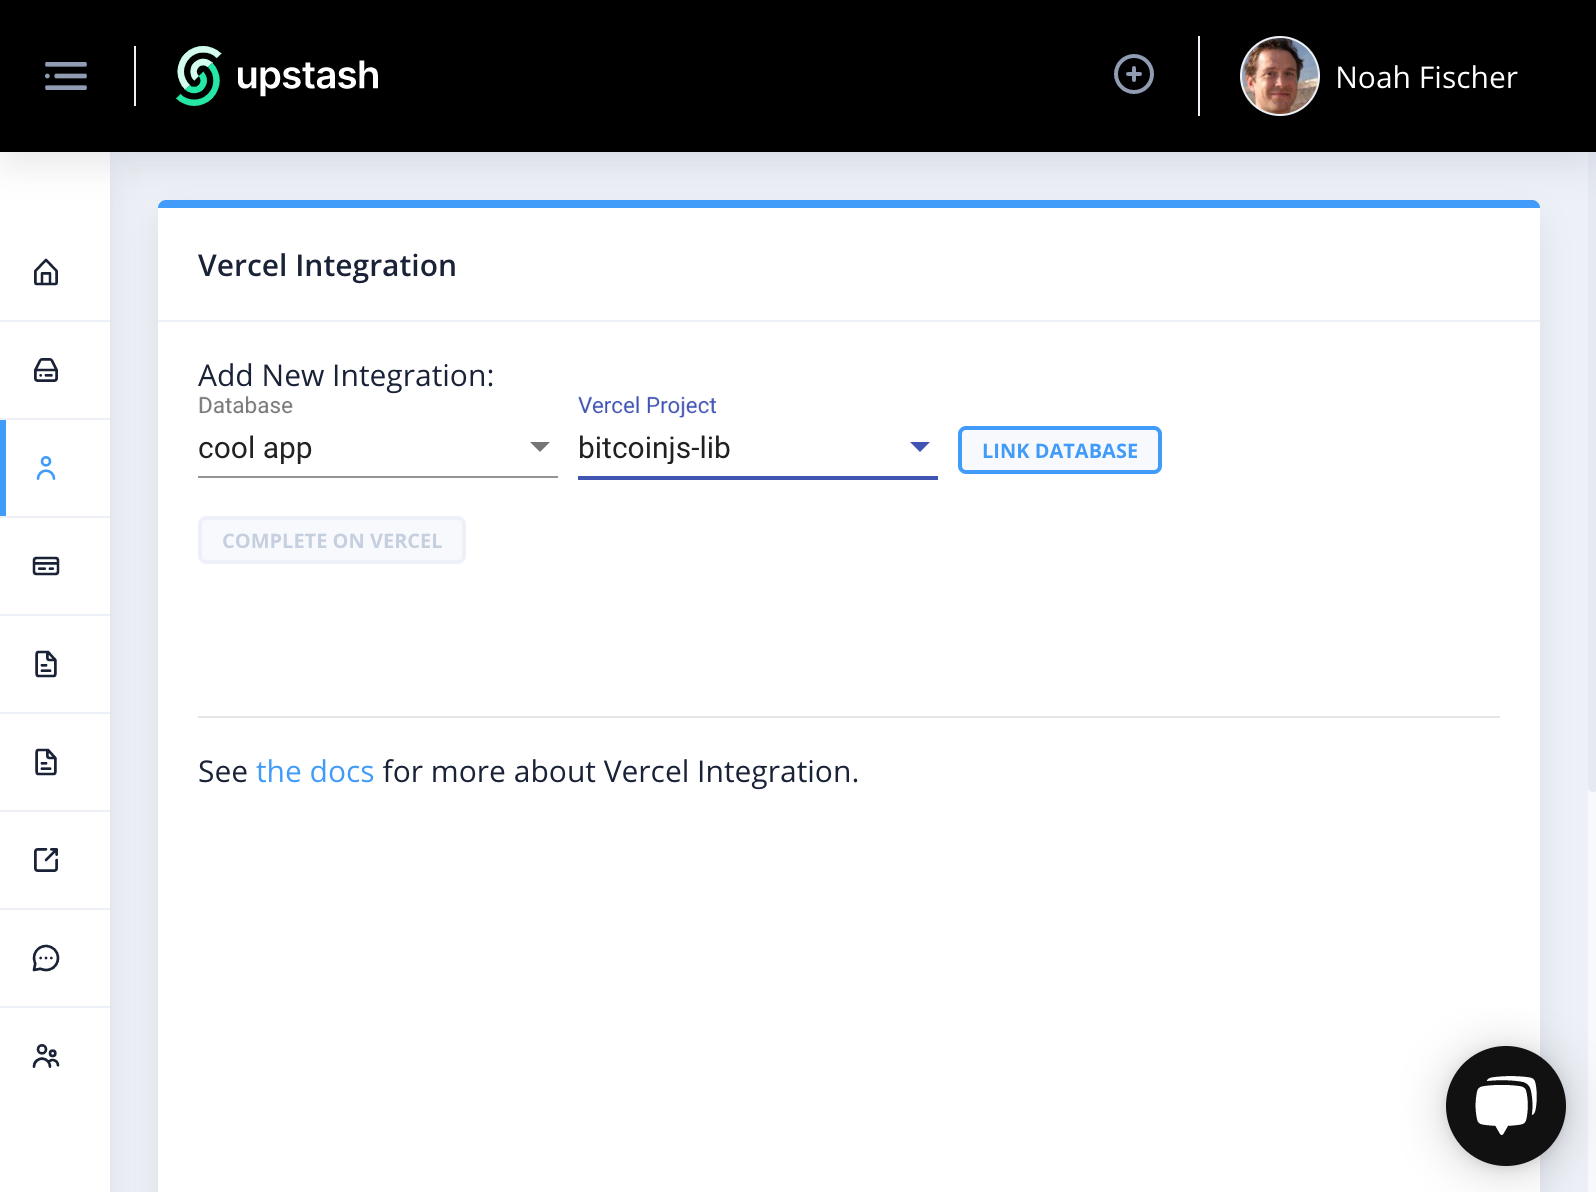 upstash
Noah Fischer
Vercel Integration
Add New Integration:
Database
Vercel Project
cool app
bitcoinjs-lib
LINK DATABASE
COMPLETE ON VERCEL
See the docs for more about Vercel Integration.